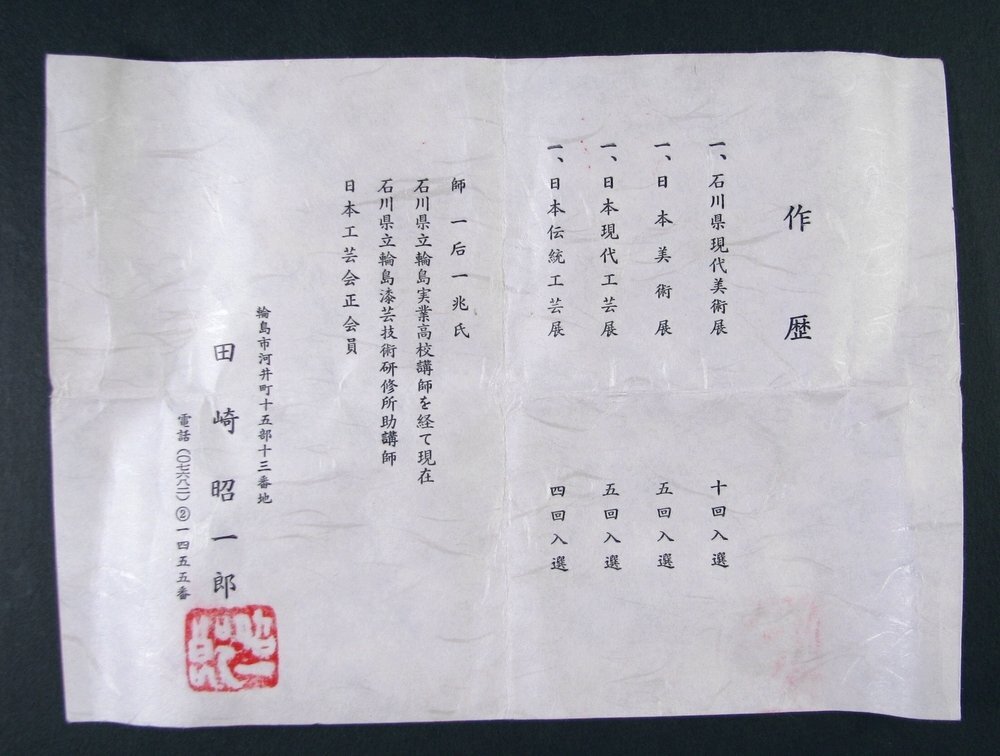 作歴
一、石川県現代美術展 十回入選
一、日本美術展 五回入選
一、日本現代工芸展 五回入選
一、日本伝統工芸展 四回入選
師 一后一兆氏
石川県立輪島実業高校講師を経て現在
石川県立輪島漆芸技術研修所助講師
日本工芸会正会員
輪島市河井町十五部十三番地
田崎昭一郎
電話(〇七六八二)②一四五五番
昭一郎